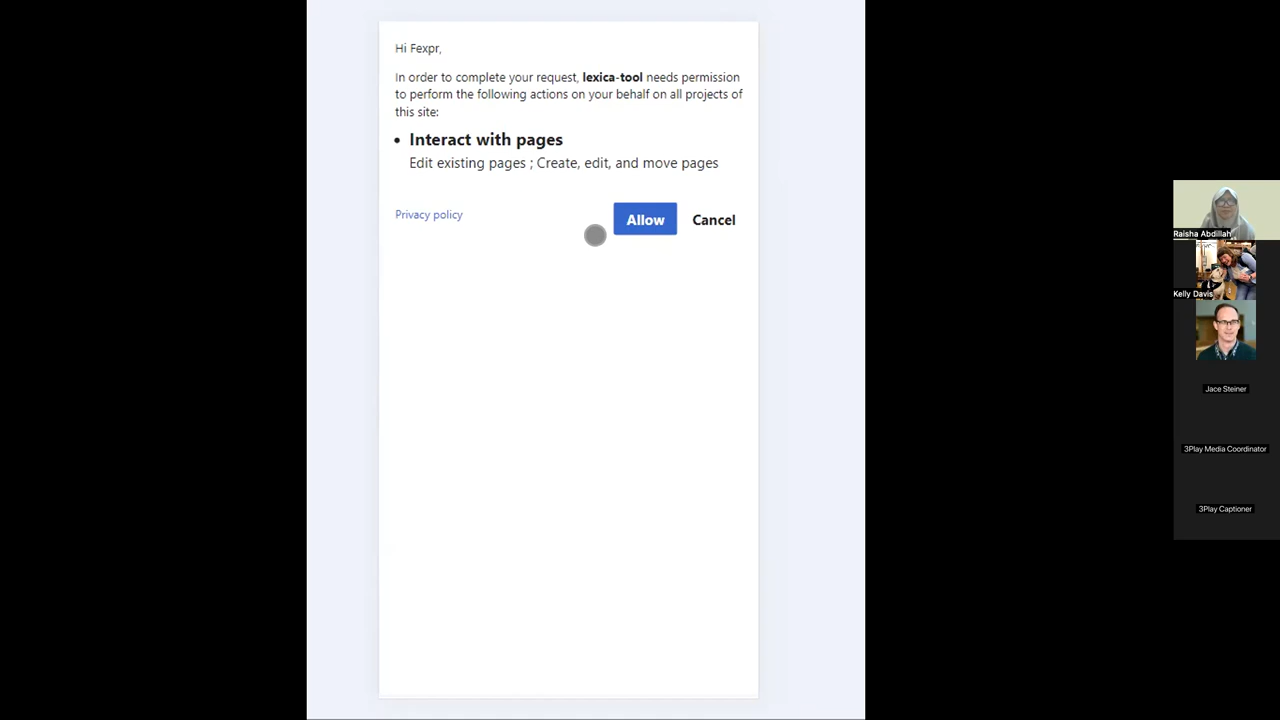 Hi Fexpr,
In order to complete your request, lexica-tool needs permission
to perform the following actions on your behalf on all projects of
this site:
• Interact with pages
Edit existing pages ; Create, edit, and move pages
Privacy policy
Allow
Cancel
Raisha Abdillah
Kelly Davis
Jace Steiner
3Play Media Coordinator
3Play Captioner